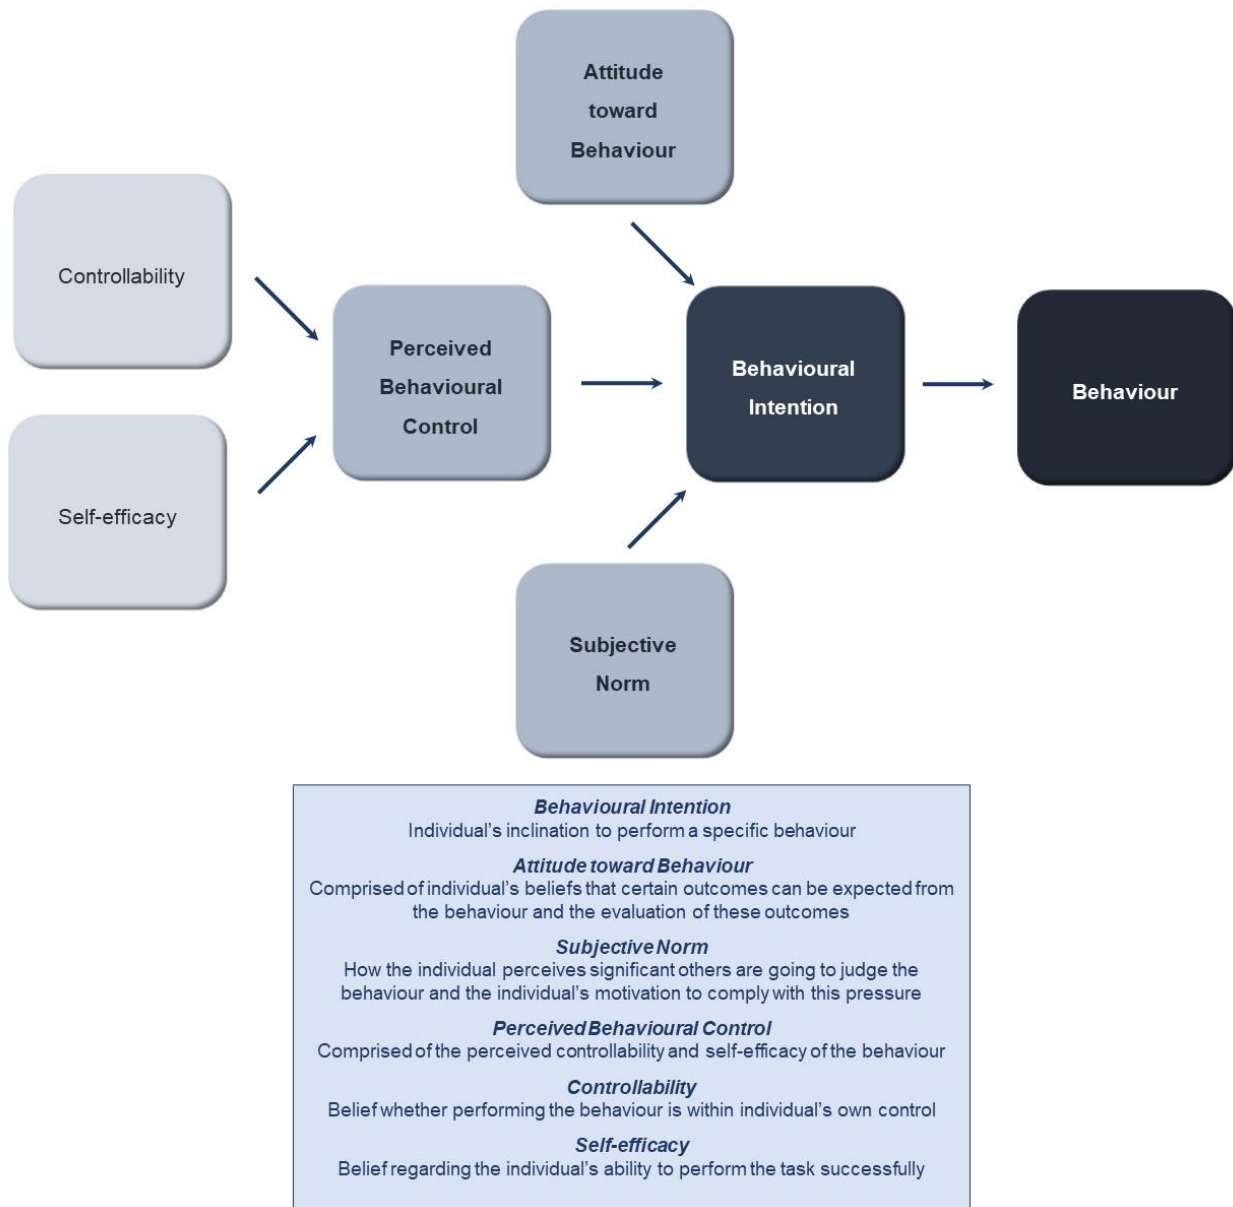 Attitude
toward
Behaviour
Controllability
Perceived
Behavioural
Control
Behavioural
Intention
Behaviour
Self-efficacy
Subjective
Norm
Behavioural Intention
Individual’s inclination to perform a specific behaviour
Attitude toward Behaviour
Comprised of individual’s beliefs that certain outcomes can be expected from
the behaviour and the evaluation of these outcomes
Subjective Norm
How the individual perceives significant others are going to judge the
behaviour and the individual’s motivation to comply with this pressure
Perceived Behavioural Control
Comprised of the perceived controllability and self-efficacy of the behaviour
Controllability
Belief whether performing the behaviour is within individual’s own control
Self-efficacy
Belief regarding the individual’s ability to perform the task successfully